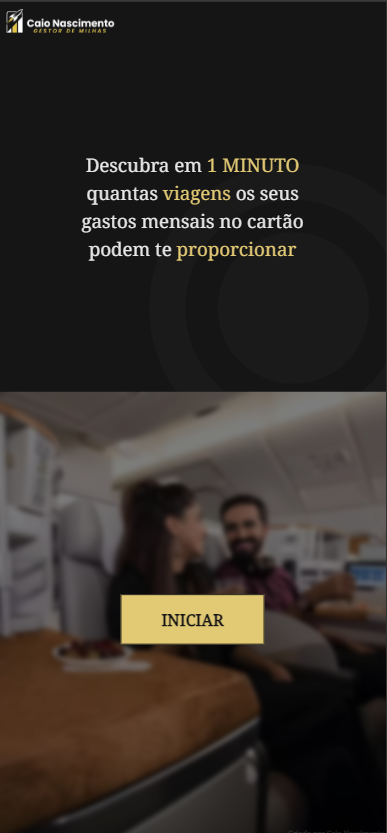 Caio Nascimento
GESTOR DE MILHAS
Descubra em 1 MINUTO
quantas viagens os seus
gastos mensais no cartão
podem te proporcionar
INICIAR